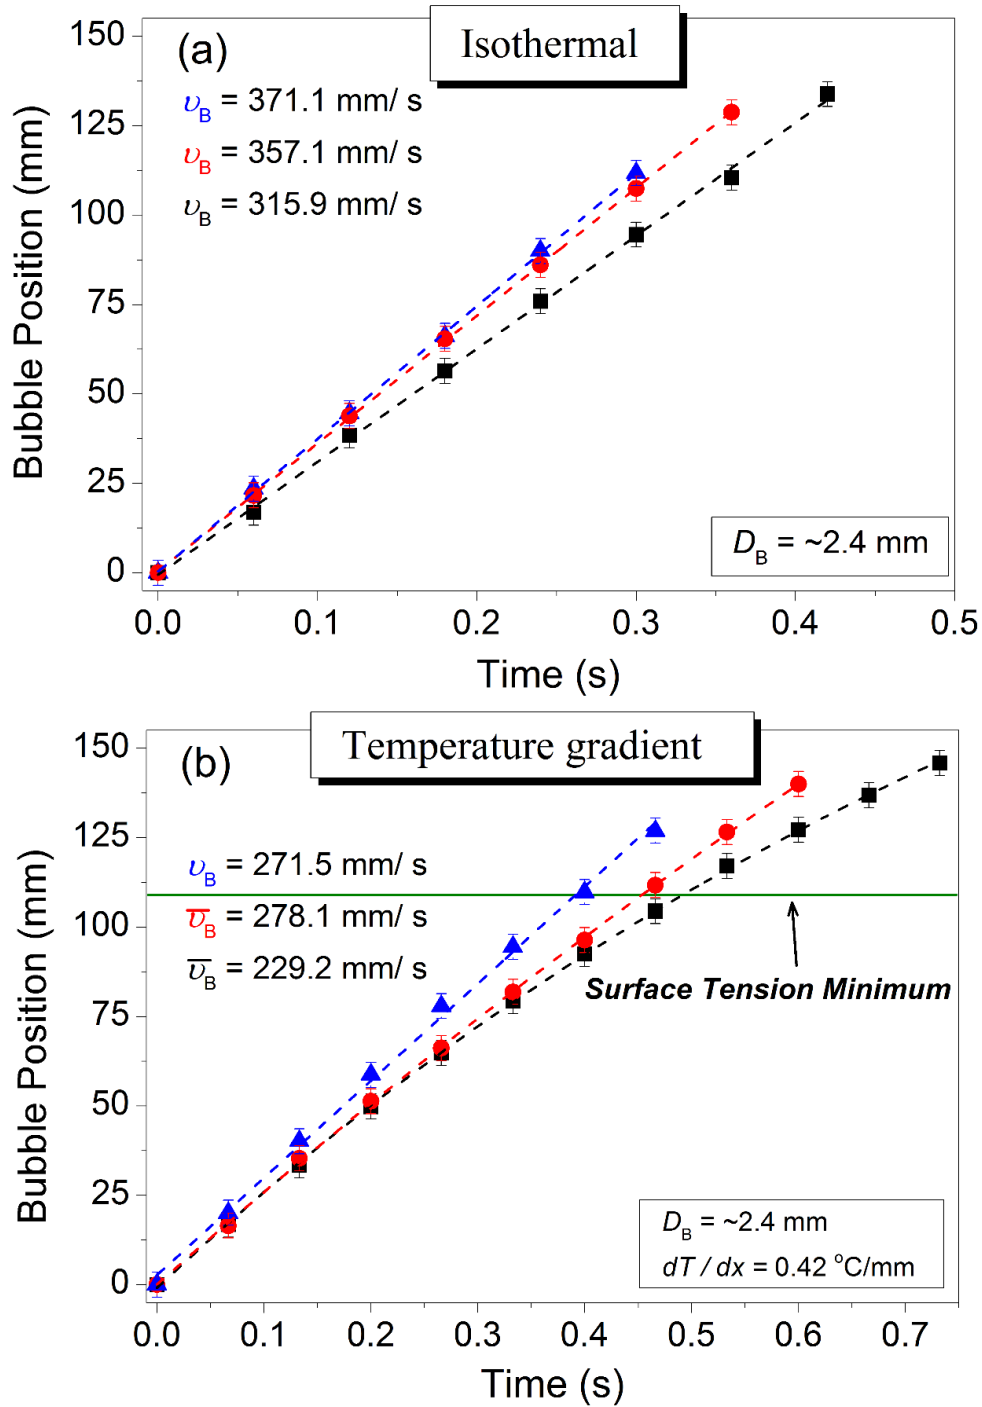 Isothermal
(a)
υB = 371.1 mm/ s
υB = 357.1 mm/ s
υB = 315.9 mm/ s
150
125
100
75
50
25
0
Bubble Position (mm)
DB = ~2.4 mm
0.0 0.1 0.2 0.3 0.4 0.5
Time (s)
Temperature gradient
(b)
υB = 271.5 mm/ s
υ̅B = 278.1 mm/ s
υ̅B = 229.2 mm/ s
150
125
100
75
50
25
0
Bubble Position (mm)
Surface Tension Minimum
DB = ~2.4 mm
dT / dx = 0.42 °C/mm
0.0 0.1 0.2 0.3 0.4 0.5 0.6 0.7
Time (s)